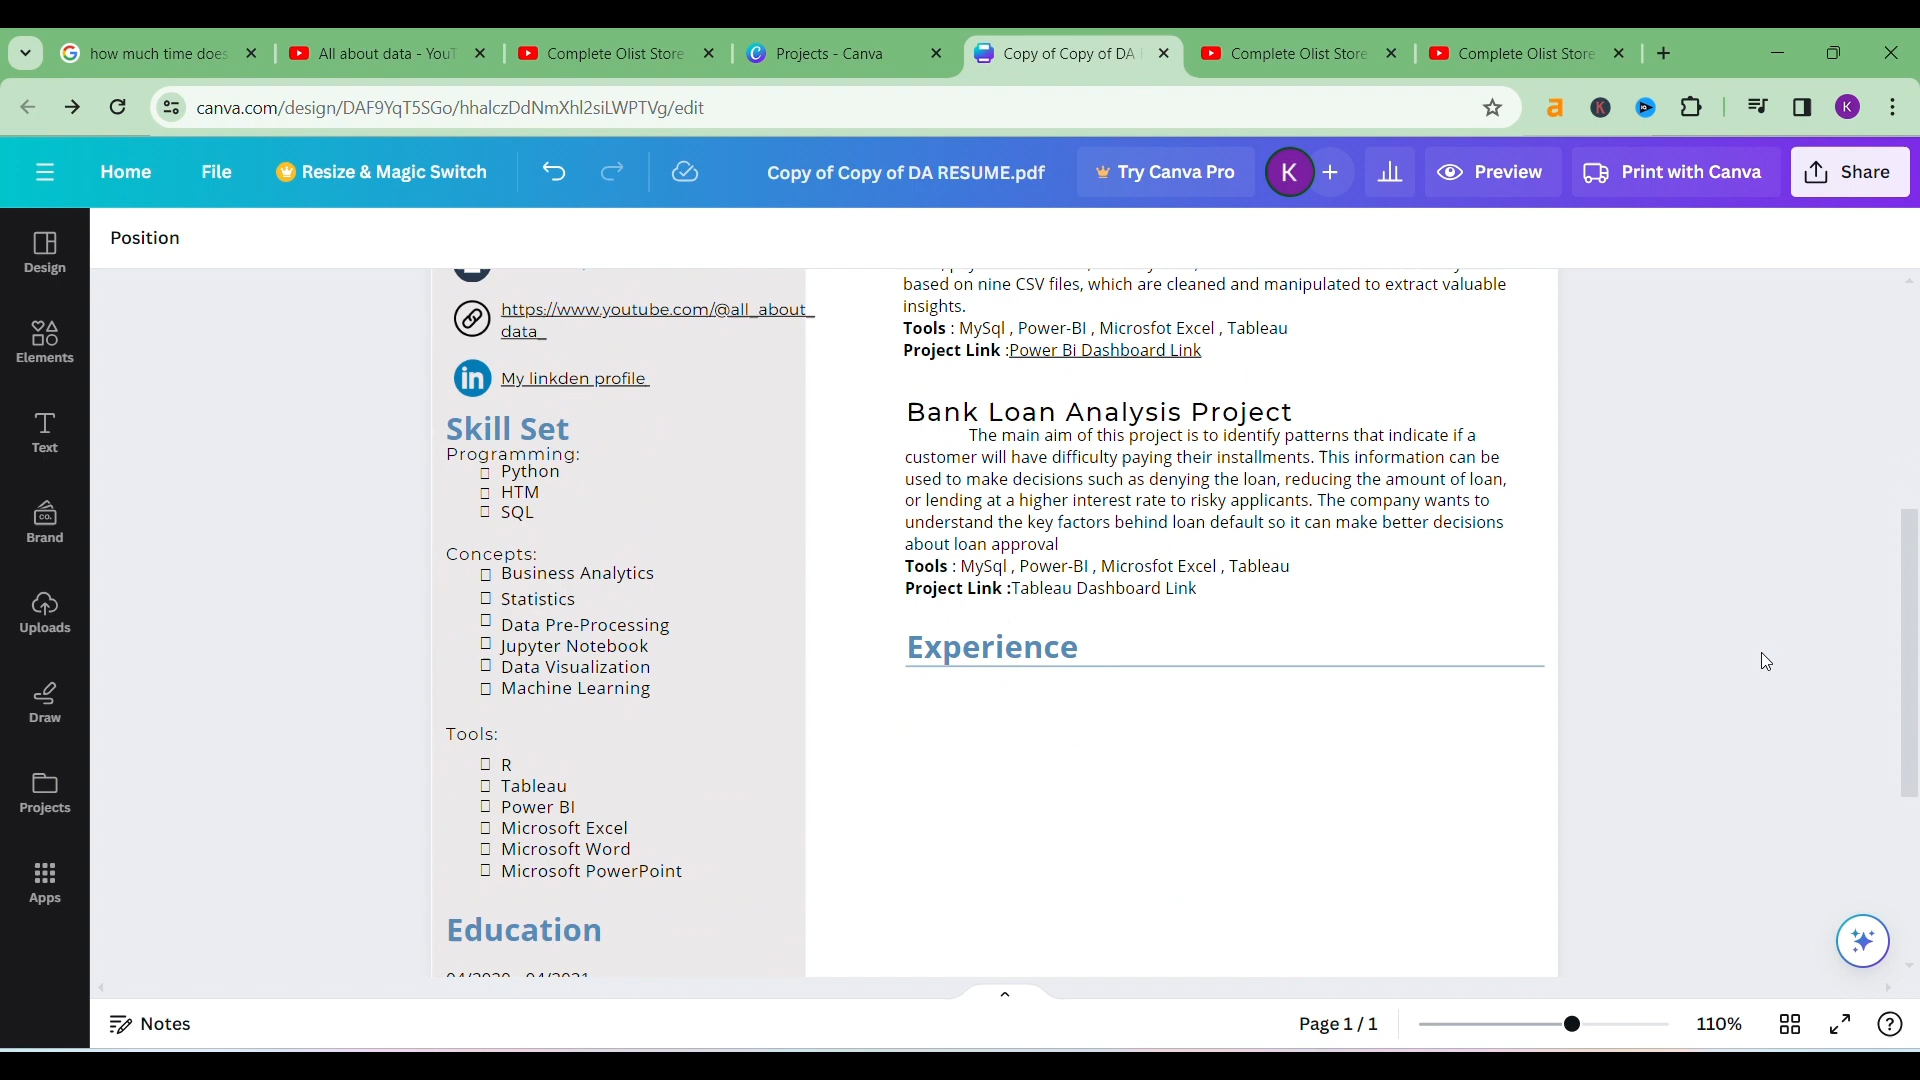 how much time does
All about data - YouT
Complete Olist Store
Projects - Canva
Copy of Copy of DA
Complete Olist Store
Complete Olist Store
canva.com/design/DAF9YqT5SGo/hhalczDdNmXhl2siLWPTVg/edit
Home
File
Resize & Magic Switch
Copy of Copy of DA RESUME.pdf
Try Canva Pro
K
Preview
Print with Canva
Share
Position
Design
Elements
Text
Brand
Uploads
Draw
Projects
Apps
https://www.youtube.com/@all_about_
data_
My linkden profile
Skill Set
Programming:
Python
HTM
SQL
Concepts:
Business Analytics
Statistics
Data Pre-Processing
Jupyter Notebook
Data Visualization
Machine Learning
Tools:
R
Tableau
Power BI
Microsoft Excel
Microsoft Word
Microsoft PowerPoint
Education
04/2020 - 04/2021
based on nine CSV files, which are cleaned and manipulated to extract valuable
insights.
Tools : MySql , Power-BI , Microsfot Excel , Tableau
Project Link :Power Bi Dashboard Link
Bank Loan Analysis Project
The main aim of this project is to identify patterns that indicate if a
customer will have difficulty paying their installments. This information can be
used to make decisions such as denying the loan, reducing the amount of loan,
or lending at a higher interest rate to risky applicants. The company wants to
understand the key factors behind loan default so it can make better decisions
about loan approval
Tools : MySql , Power-BI , Microsfot Excel , Tableau
Project Link :Tableau Dashboard Link
Experience
Notes
Page 1 / 1
110%